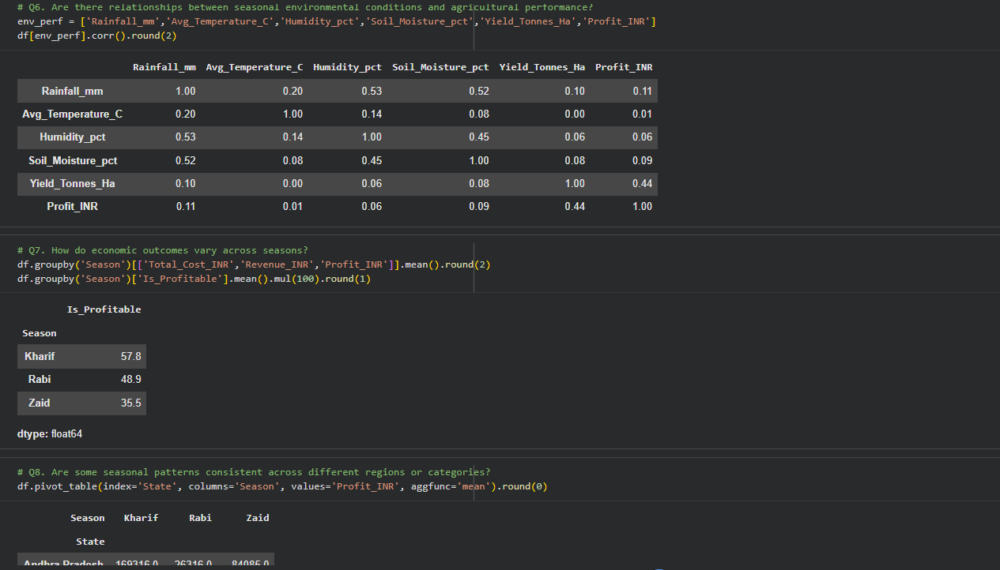 # Q6. Are there relationships between seasonal environmental conditions and agricultural performance?
env_perf = ['Rainfall_mm','Avg_Temperature_C','Humidity_pct','Soil_Moisture_pct','Yield_Tonnes_Ha','Profit_INR']
df[env_perf].corr().round(2)
Rainfall_mm Avg_Temperature_C Humidity_pct Soil_Moisture_pct Yield_Tonnes_Ha Profit_INR
Rainfall_mm 1.00 0.20 0.53 0.52 0.10 0.11
Avg_Temperature_C 0.20 1.00 0.14 0.08 0.00 0.01
Humidity_pct 0.53 0.14 1.00 0.45 0.06 0.06
Soil_Moisture_pct 0.52 0.08 0.45 1.00 0.08 0.09
Yield_Tonnes_Ha 0.10 0.00 0.06 0.08 1.00 0.44
Profit_INR 0.11 0.01 0.06 0.09 0.44 1.00
# Q7. How do economic outcomes vary across seasons?
df.groupby('Season')[['Total_Cost_INR','Revenue_INR','Profit_INR']].mean().round(2)
df.groupby('Season')['Is_Profitable'].mean().mul(100).round(1)
Is_Profitable
Season
Kharif 57.8
Rabi 48.9
Zaid 35.5
dtype: float64
# Q8. Are some seasonal patterns consistent across different regions or categories?
df.pivot_table(index='State', columns='Season', values='Profit_INR', aggfunc='mean').round(0)
Season Kharif Rabi Zaid
State
Andhra Pradesh 169316.0 26316.0 84085.0